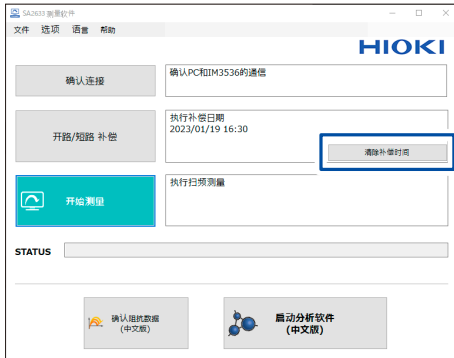 SA2633 测量软件
文件 选项 语言 帮助
HIOKI
确认连接
确认PC和IM3536的通信
开路/短路 补偿
执行补偿日期
2023/01/19 16:30
清除补偿时间
开始测量
执行扫频测量
STATUS
确认阻抗数据
(中文版)
启动分析软件
(中文版)